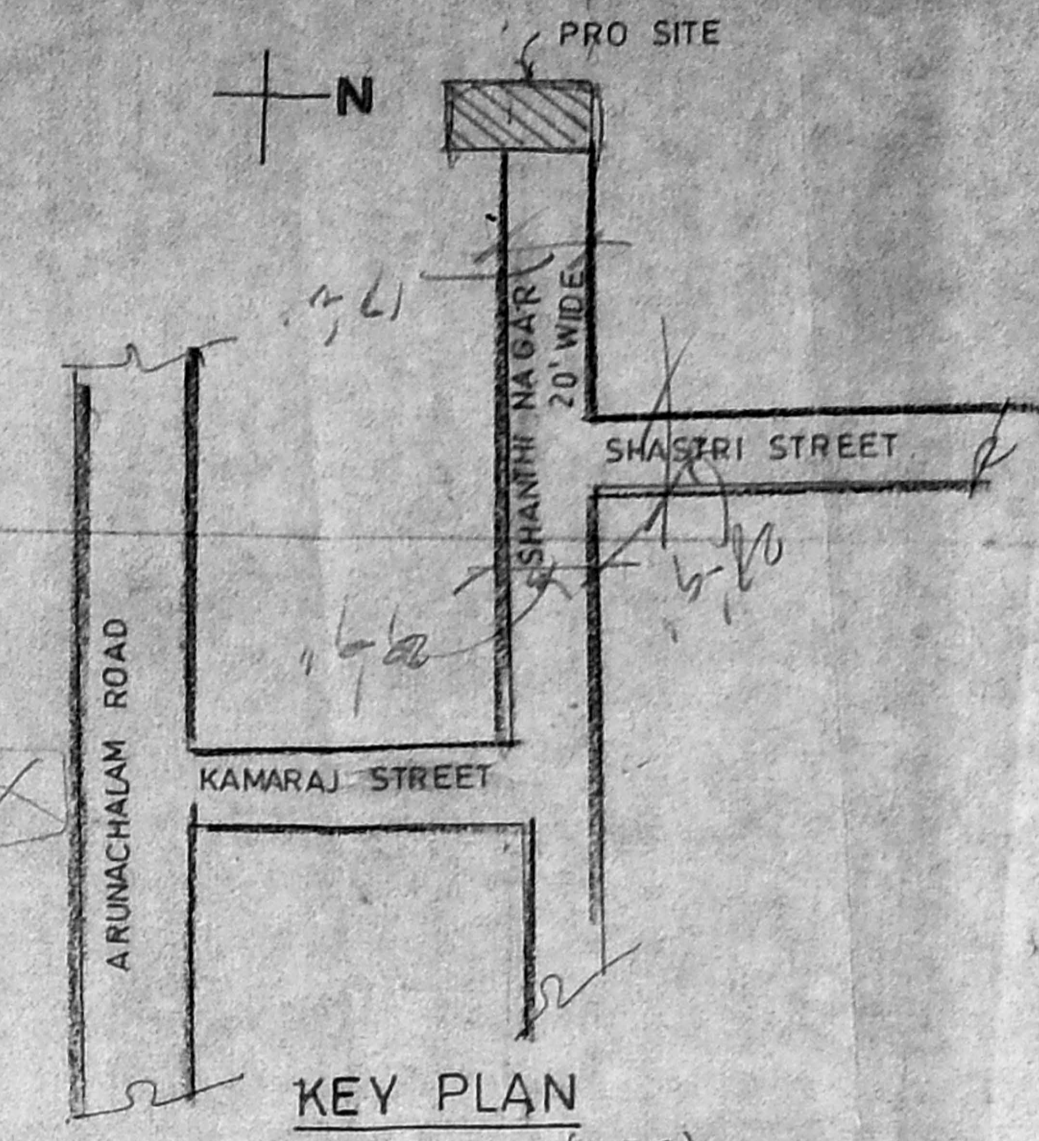 PRO SITE
N
SHANTHI NAGAR
20' WIDE
SHASTRI STREET
ARUNACHALAM ROAD
KAMARAJ STREET
KEY PLAN